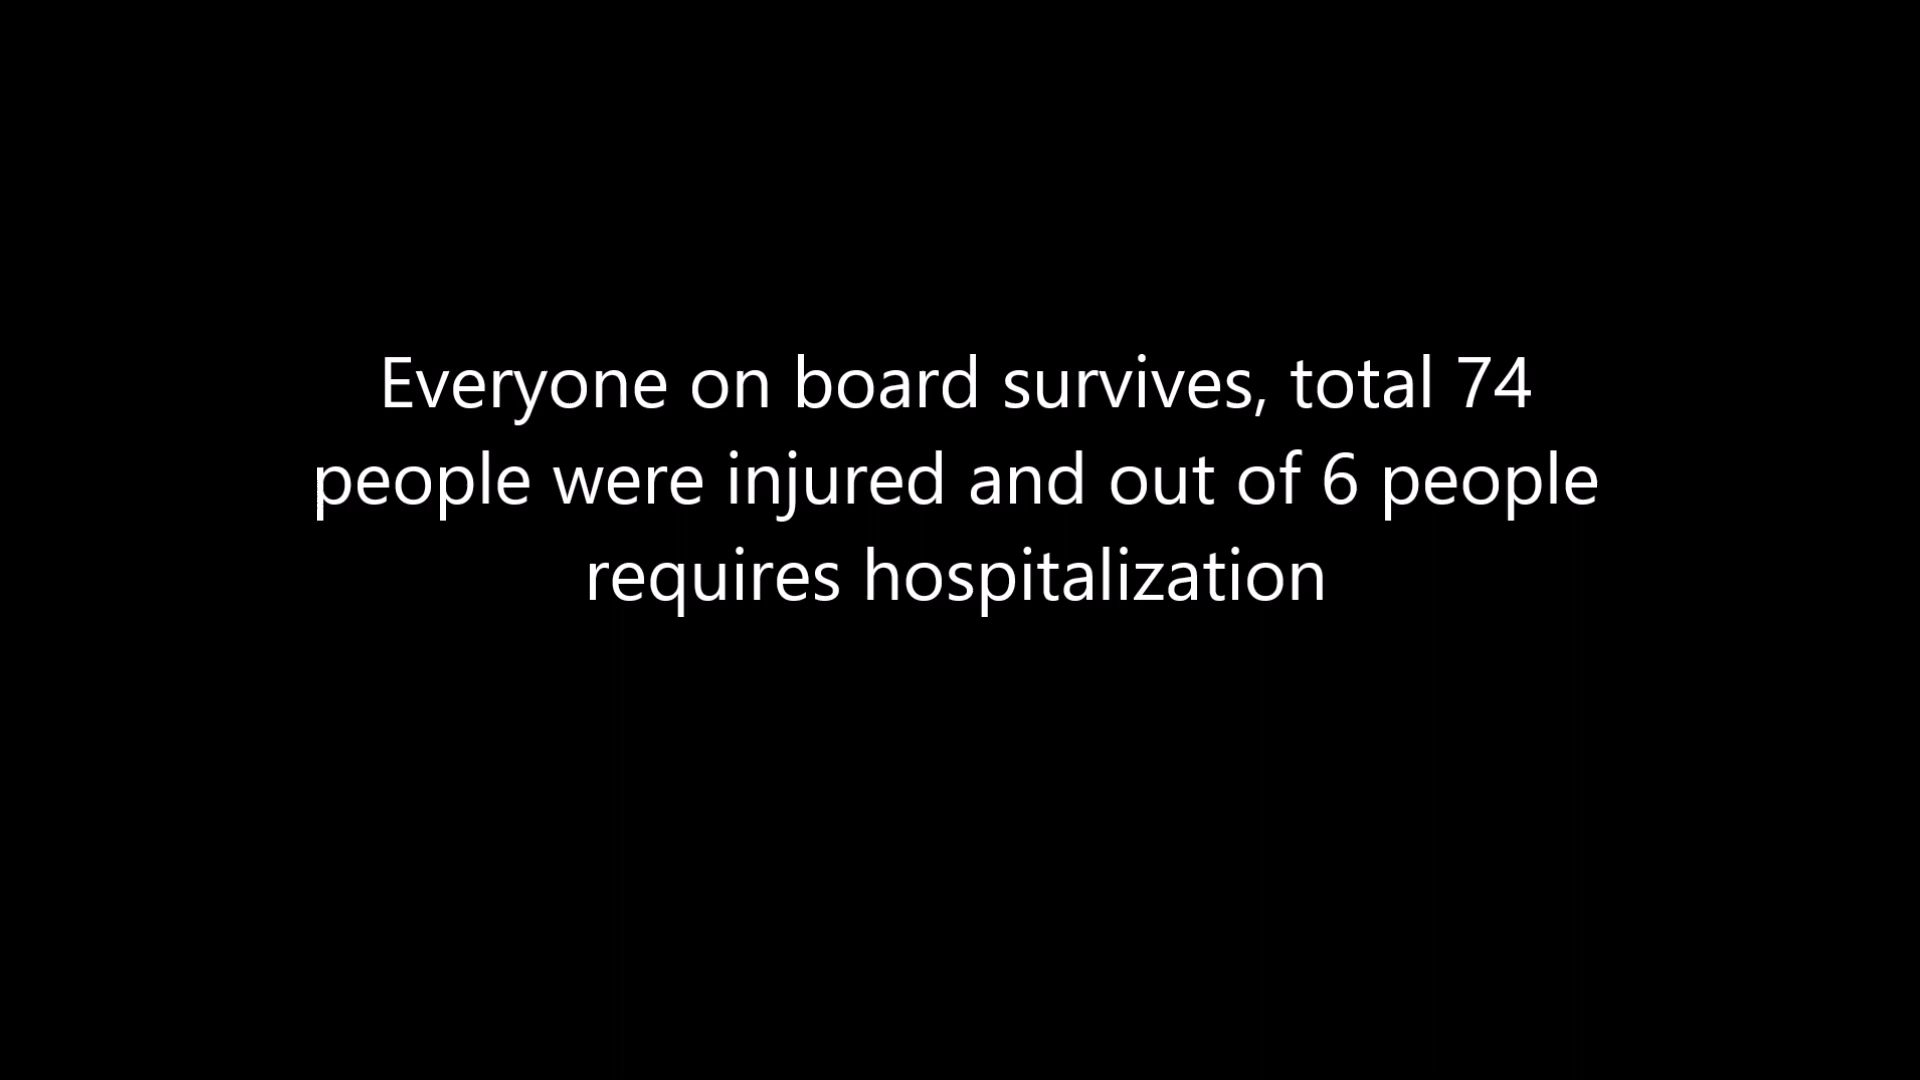 Everyone on board survives, total 74
people were injured and out of 6 people
requires hospitalization